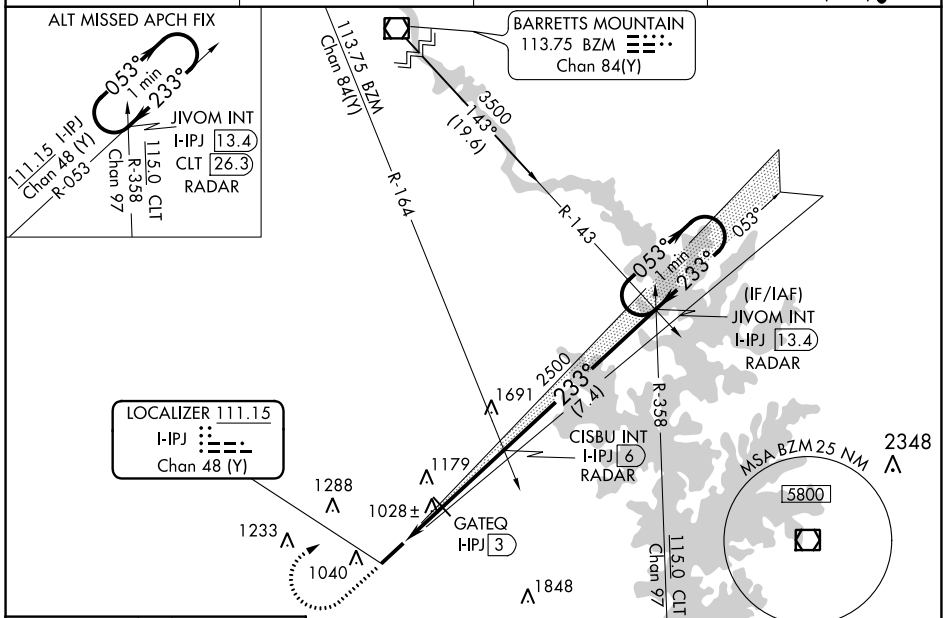 ALT MISSED APCH FIX
053°
1 min
233°
JIVOM INT
I-IPJ 13.4
CLT 26.3
RADAR
111.15 I-IPJ
Chan 48 (Y)
R-053
R-358
115.0 CLT
Chan 97
113.75 BZM
Chan 84(Y)
R-164
BARRETTS MOUNTAIN
113.75 BZM
Chan 84(Y)
3500
143°
(19.6)
R-143
053°
1 min
233°
053°
(IF/IAF)
JIVOM INT
I-IPJ 13.4
RADAR
2500
233°
(7.4)
R-358
115.0 CLT
Chan 97
1691
CISBU INT
I-IPJ 6
RADAR
LOCALIZER 111.15
I-IPJ
Chan 48 (Y)
1179
1288
1028±
GATEQ
I-IPJ 3
1233
1040
1848
MSA BZM 25 NM
5800
2348